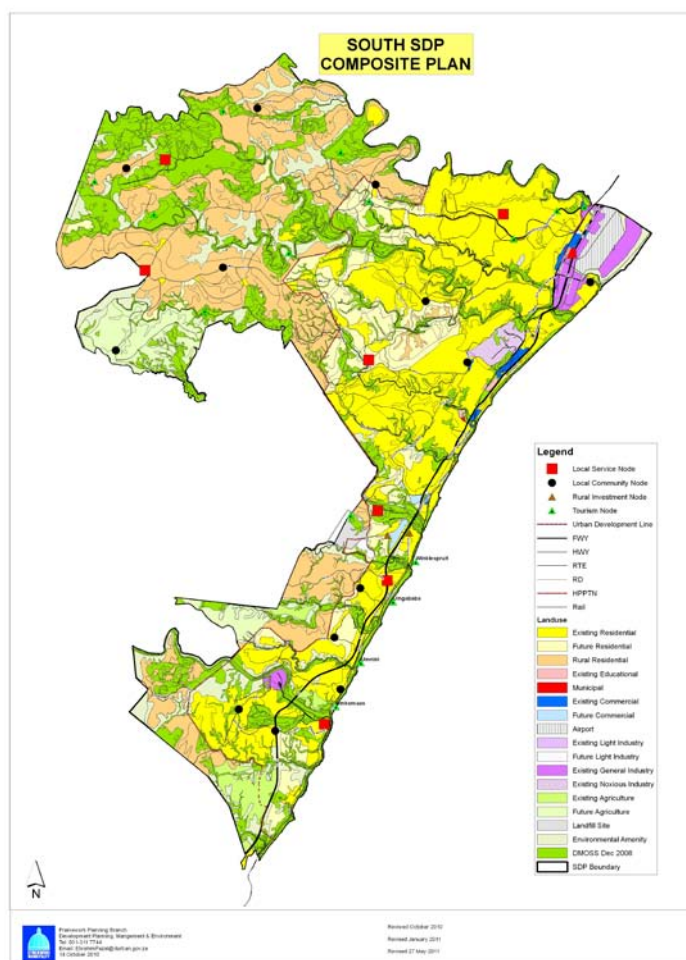 SOUTH SDP
COMPOSITE PLAN
Winklespruit
Legend
Local Service Node
Local Community Node
Rural Investment Node
Tourism Node
Urban Development Line
FWY
HWY
RTE
RD
HPPTN
Rail
Landuse
Existing Residential
Future Residential
Rural Residential
Existing Educational
Municipal
Existing Commercial
Future Commercial
Airport
Existing Light Industry
Future Light Industry
Existing General Industry
Existing Noxious Industry
Existing Agriculture
Future Agriculture
Landfill Site
Environmental Amenity
DMOSS Dec 2008
SDP Boundary
N
Framework Planning Branch
Development Planning, Management & Environment
18 October 2010
Revised October 2010
Revised January 2011
Revised 27 May 2011